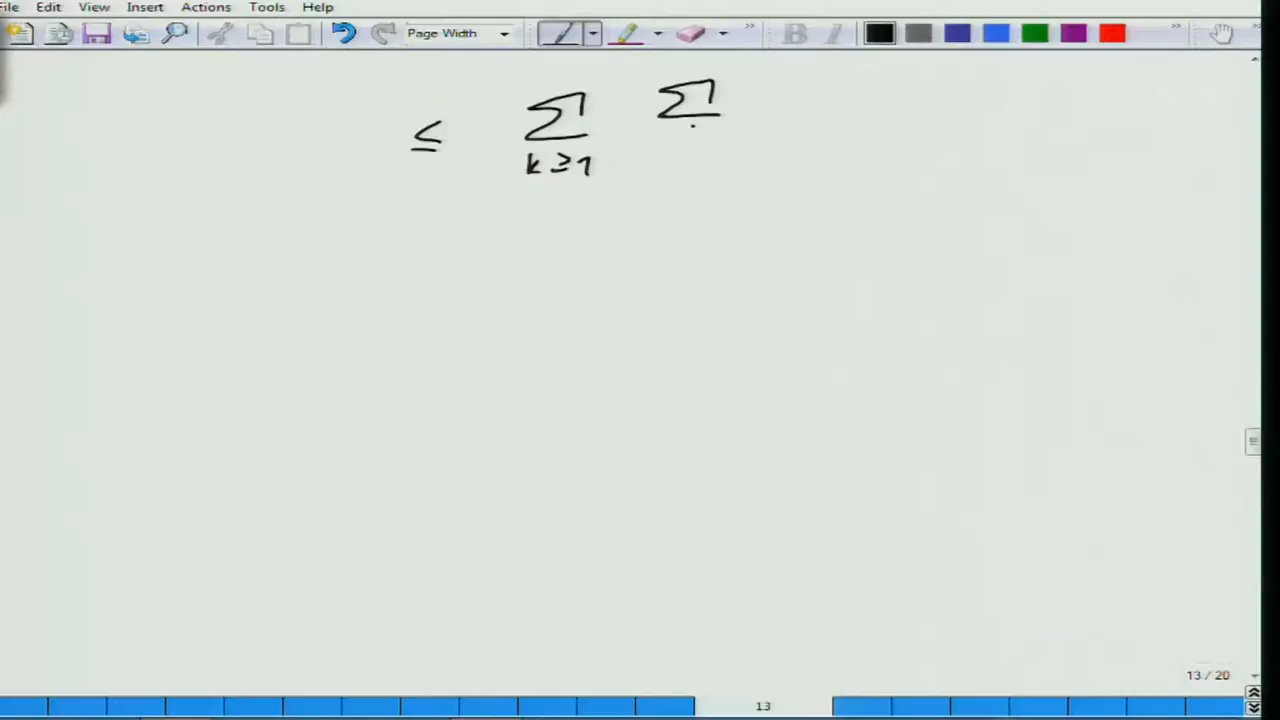 File Edit View Insert Actions Tools Help
Page Width
≤ Σ Σ
k ≥ 1
13 / 20
13